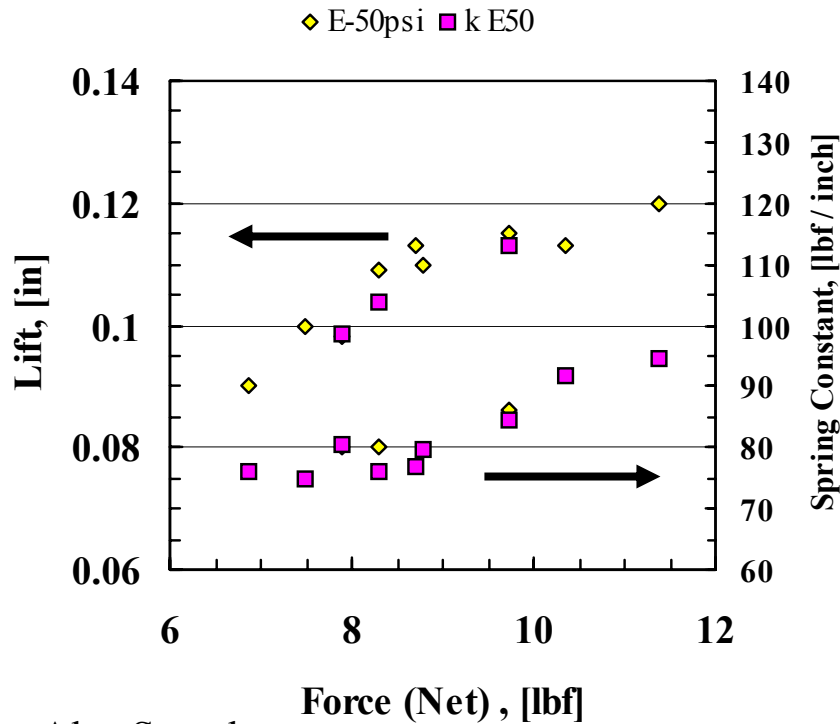 E-50psi k E50
0.14
0.12
0.1
0.08
0.06
Lift, [in]
140
130
120
110
100
90
80
70
60
Spring Constant, [lbf / inch]
6 8 10 12
Force (Net) , [lbf]